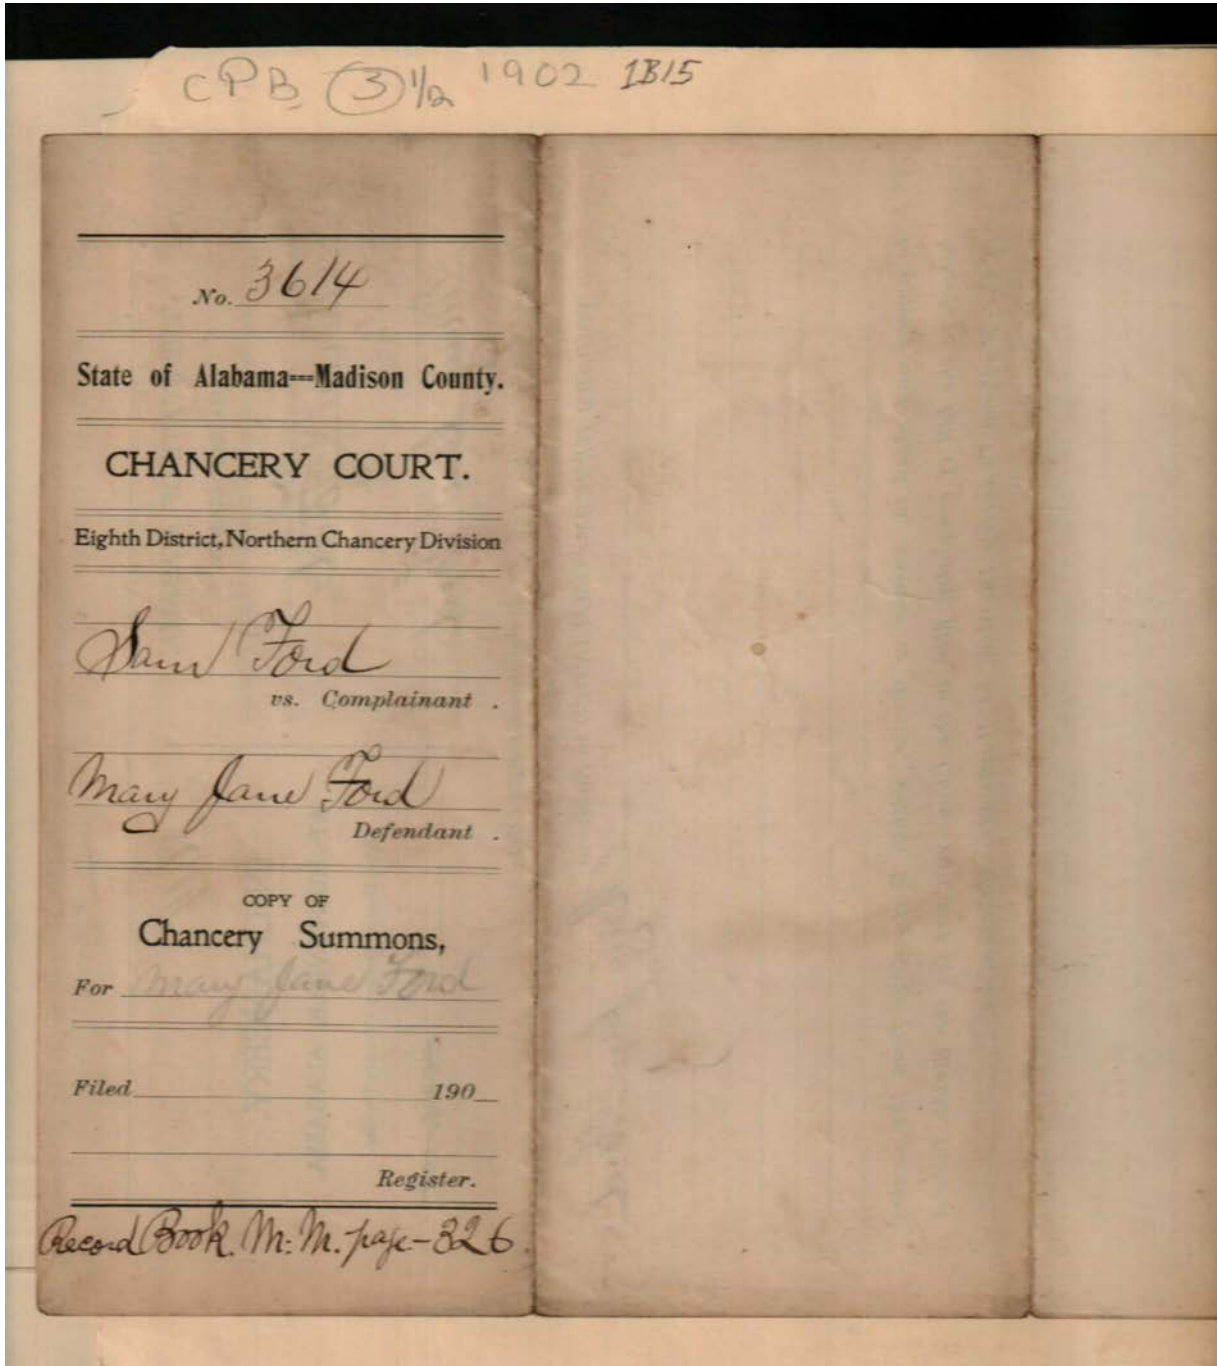 CPB (3) 1/2 1902 1B15
No. 3614
State of Alabama---Madison County.
CHANCERY COURT.
Eighth District, Northern Chancery Division
Sam Ford
vs. Complainant .
Mary Jane Ford
Defendant .
COPY OF
Chancery Summons,
For Mary Jane Ford
Filed 190
Register.
Record Book. M. M. page - 326